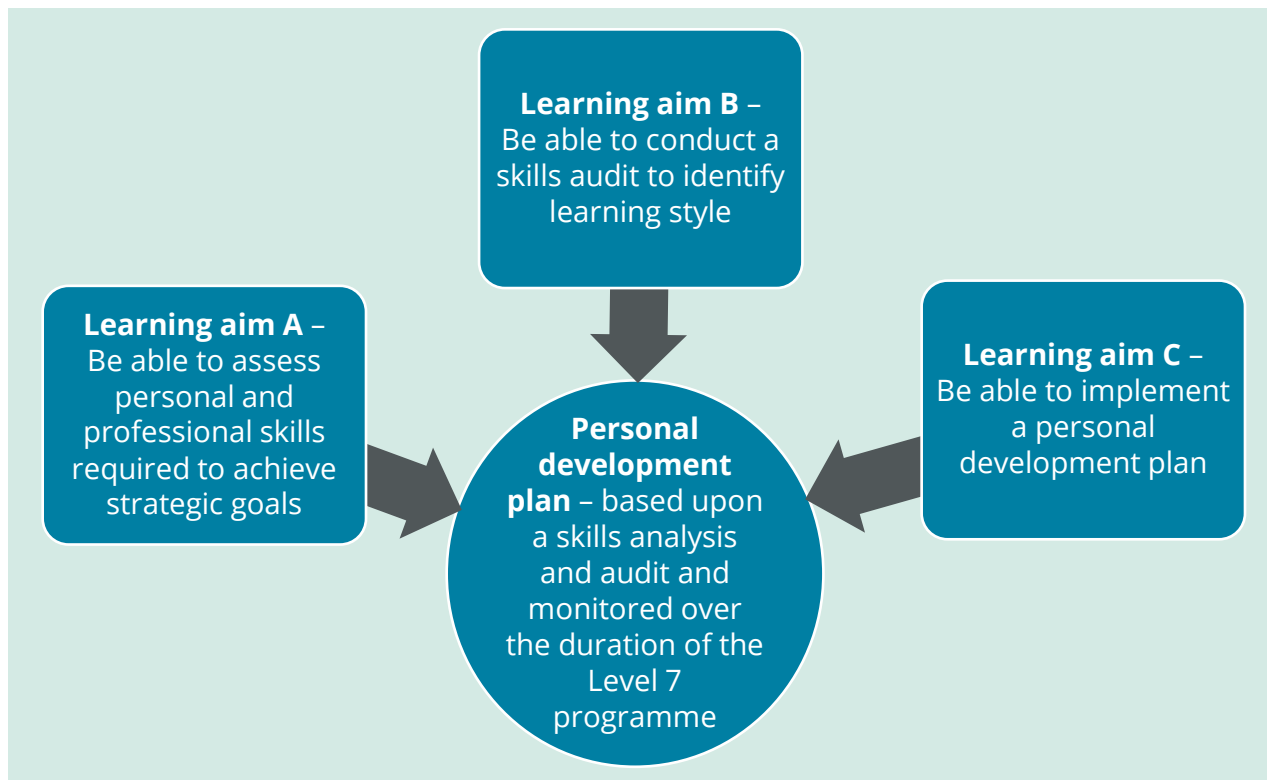 Learning aim A –
Be able to assess
personal and
professional skills
required to achieve
strategic goals
Learning aim B –
Be able to conduct a
skills audit to identify
learning style
Learning aim C –
Be able to implement
a personal
development plan
Personal
development
plan – based upon
a skills analysis
and audit and
monitored over
the duration of the
Level 7
programme